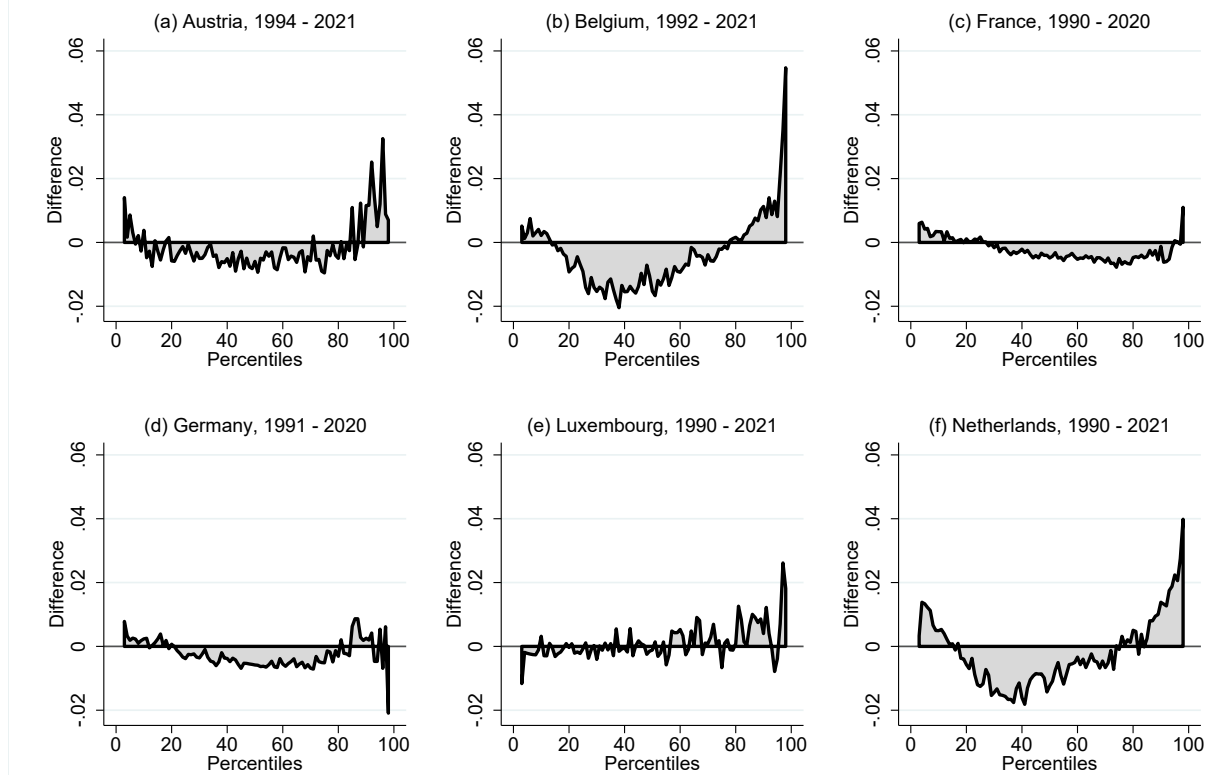 (a) Austria, 1994 - 2021
.06
.04
.02
0
-.02
Difference
0 20 40 60 80 100
Percentiles
(b) Belgium, 1992 - 2021
.06
.04
.02
0
-.02
Difference
0 20 40 60 80 100
Percentiles
(c) France, 1990 - 2020
.06
.04
.02
0
-.02
Difference
0 20 40 60 80 100
Percentiles
(d) Germany, 1991 - 2020
.06
.04
.02
0
-.02
Difference
0 20 40 60 80 100
Percentiles
(e) Luxembourg, 1990 - 2021
.06
.04
.02
0
-.02
Difference
0 20 40 60 80 100
Percentiles
(f) Netherlands, 1990 - 2021
.06
.04
.02
0
-.02
Difference
0 20 40 60 80 100
Percentiles